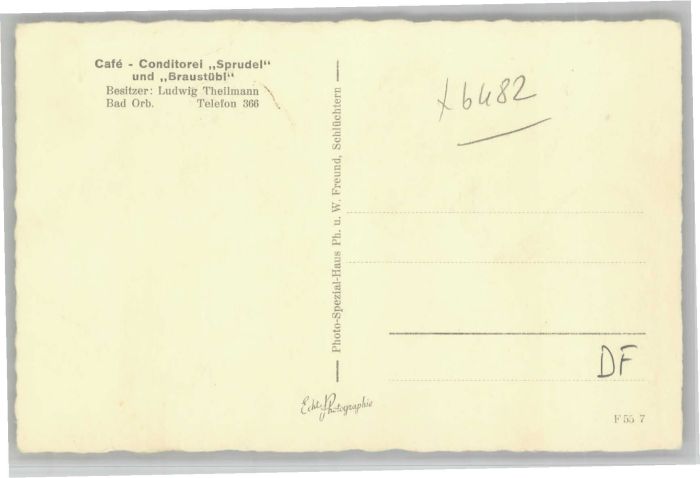 Café - Conditorei „Sprudel“
und „Braustübl“
Besitzer: Ludwig Theilmann
Bad Orb. Telefon 366
Photo-Spezial-Haus Ph. u. W. Freund, Schlüchtern
x6482
DF
Echte Photographie
F 55 7